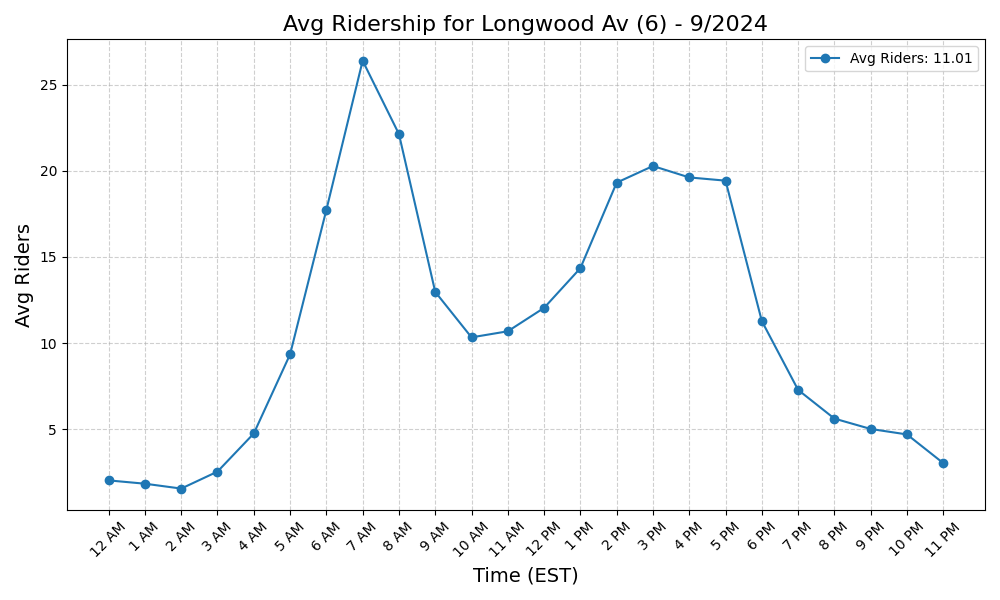 Avg Ridership for Longwood Av (6) - 9/2024
Avg Riders: 11.01
Avg Riders
25
20
15
10
5
12 AM
1 AM
2 AM
3 AM
4 AM
5 AM
6 AM
7 AM
8 AM
9 AM
10 AM
11 AM
12 PM
1 PM
2 PM
3 PM
4 PM
5 PM
6 PM
7 PM
8 PM
9 PM
10 PM
11 PM
Time (EST)